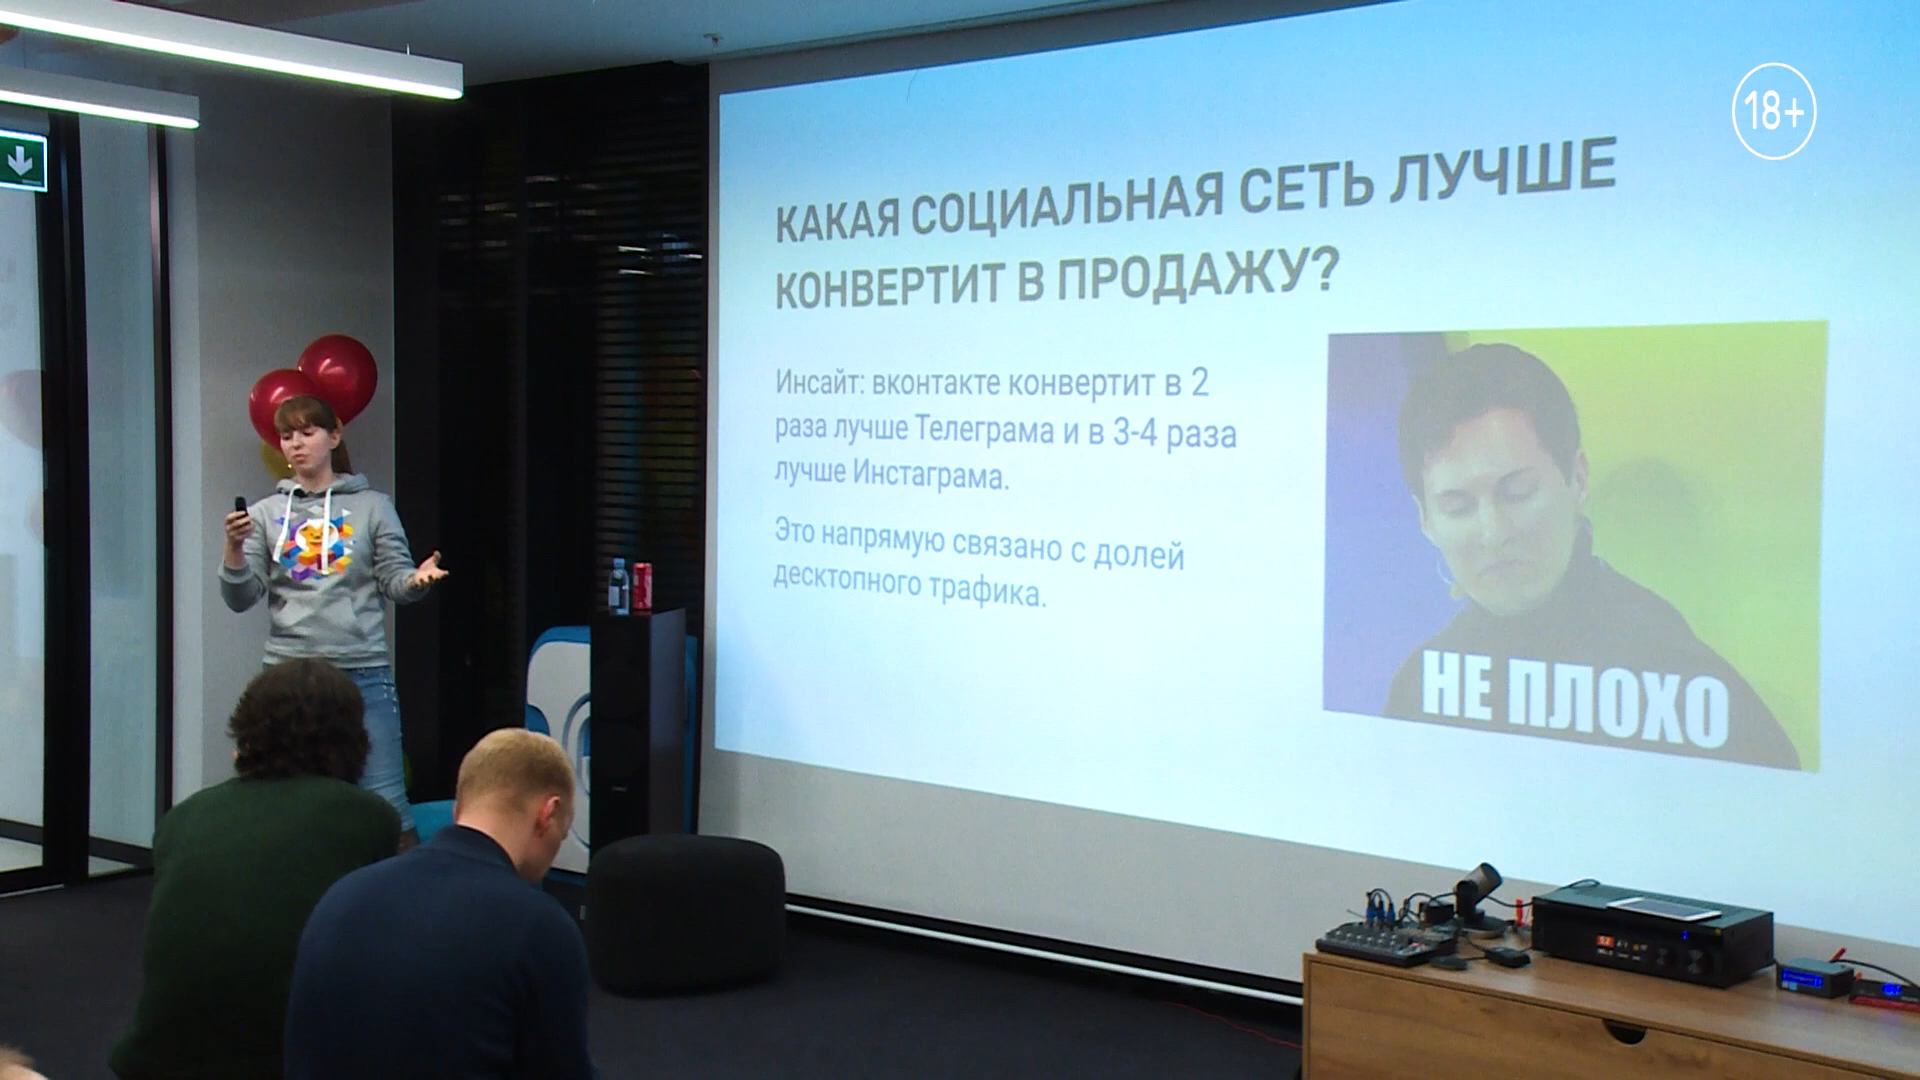 18+
КАКАЯ СОЦИАЛЬНАЯ СЕТЬ ЛУЧШЕ
КОНВЕРТИТ В ПРОДАЖУ?
Инсайт: вконтакте конвертит в 2
раза лучше Телеграма и в 3-4 раза
лучше Инстаграма.
Это напрямую связано с долей
десктопного трафика.
НЕ ПЛОХО